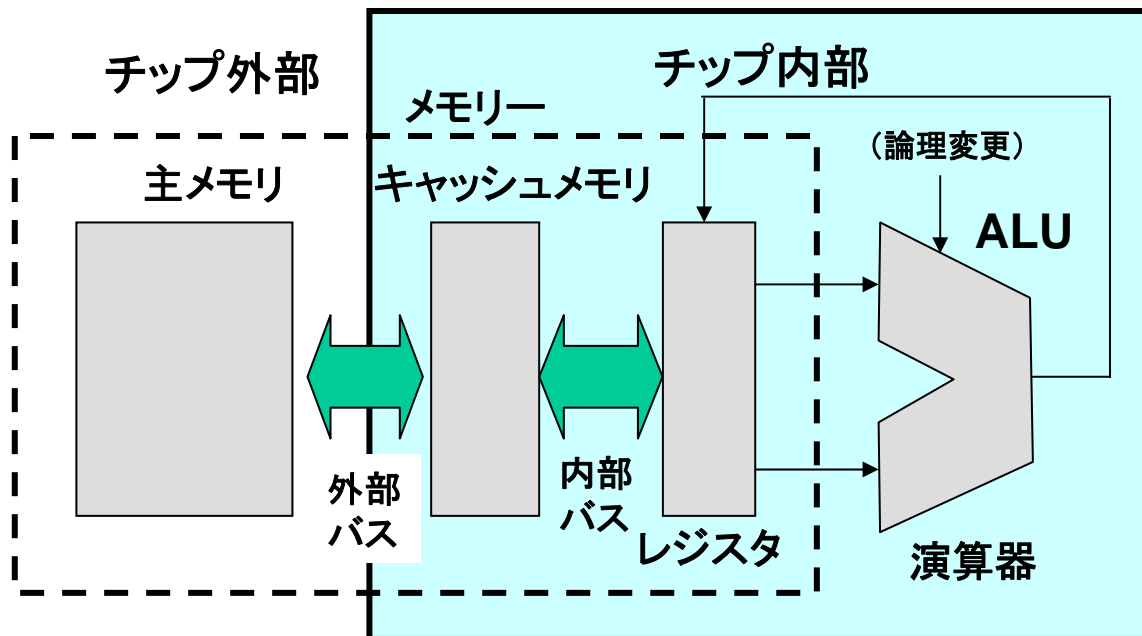 チップ外部
チップ内部
メモリー
(論理変更)
主メモリ
キャッシュメモリ
ALU
外部
バス
内部
バス
レジスタ
演算器